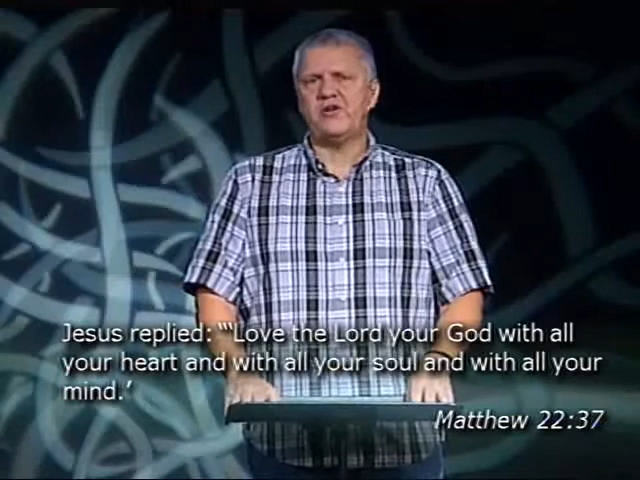 Jesus replied: “‘Love the Lord your God with all
your heart and with all your soul and with all your
mind.’
Matthew 22:37